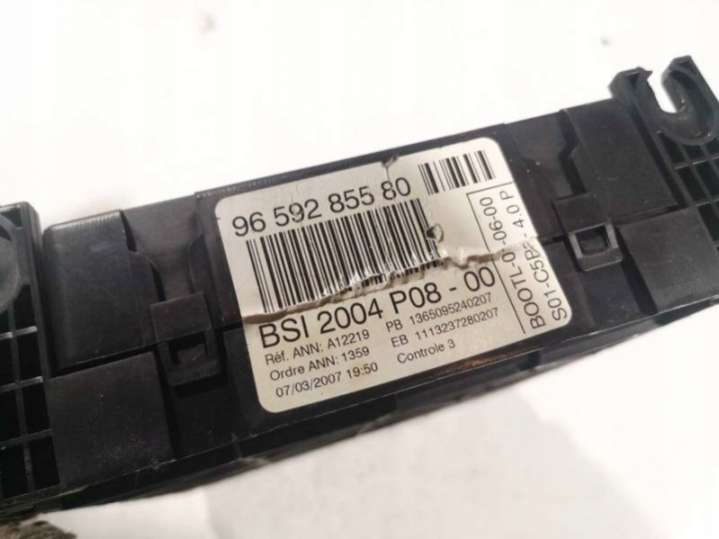 96 592 855 80
BSI 2004 P08 - 00
Réf. ANN: A12219 PB 1365095240207
Ordre ANN: 1359 EB 1113237280207
07/03/2007 19:50 Controle 3
BOOTL-0 -06-00
S01-C5B - 4.0 P